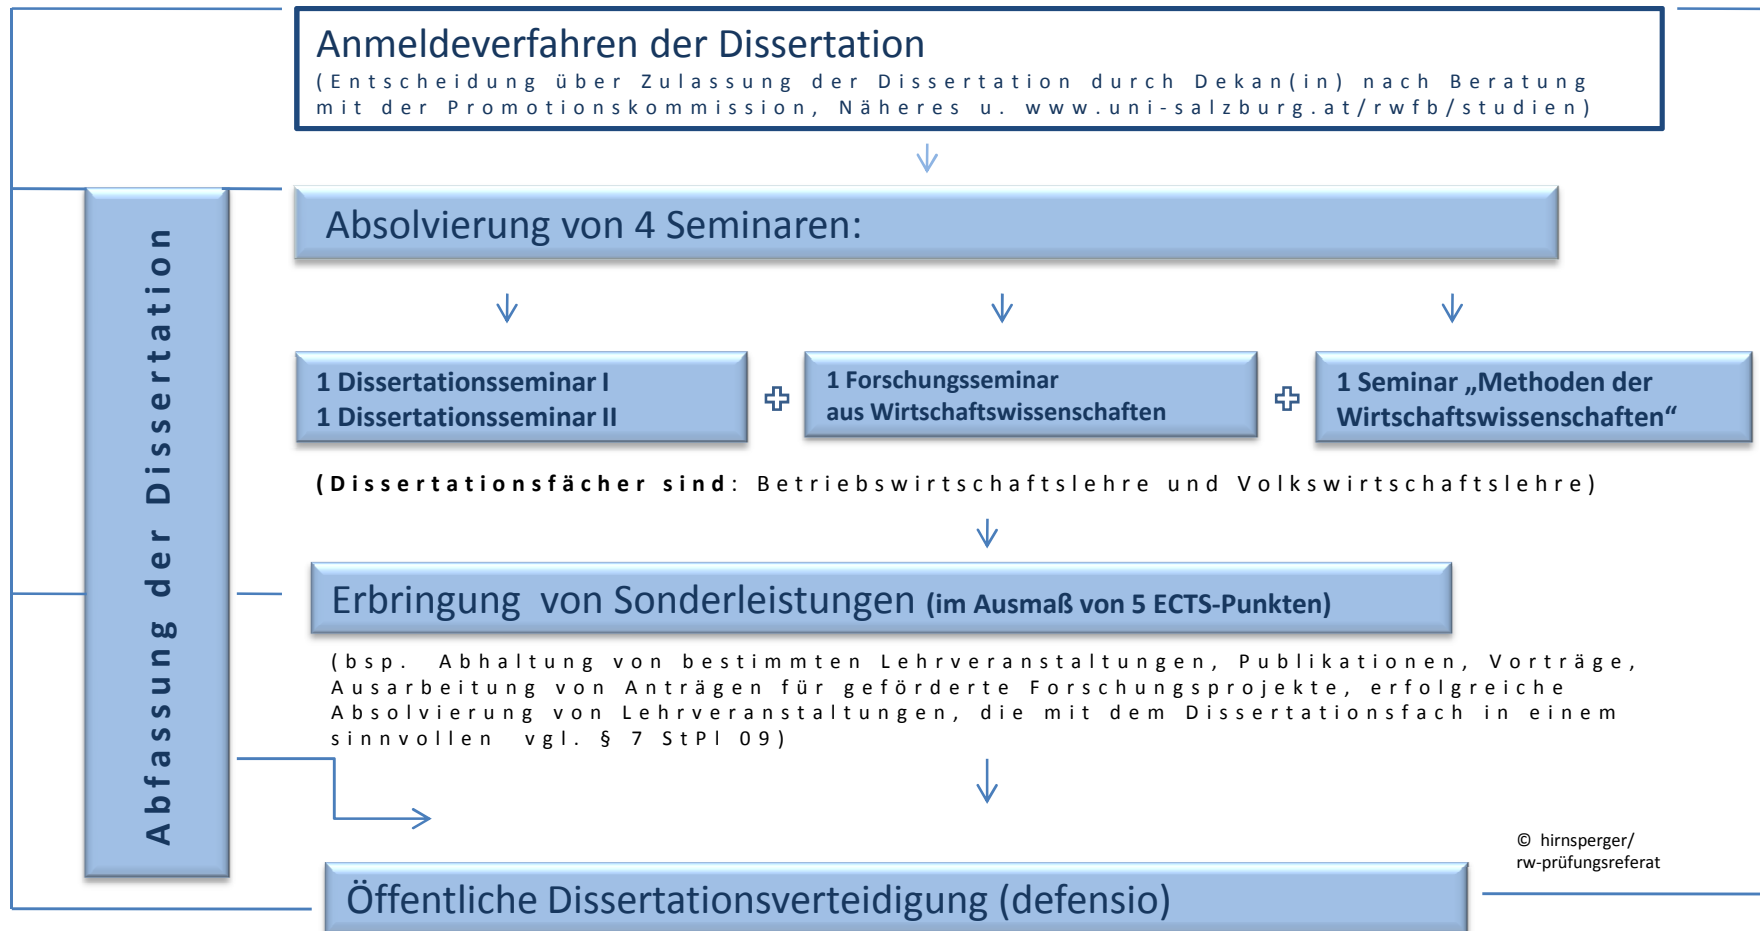 Anmeldeverfahren der Dissertation
(Entscheidung über Zulassung der Dissertation durch Dekan(in) nach Beratung
mit der Promotionskommission, Näheres u. www.uni-salzburg.at/rwfb/studien)
Abfassung der Dissertation
Absolvierung von 4 Seminaren:
1 Dissertationsseminar I
1 Dissertationsseminar II
1 Forschungsseminar
aus Wirtschaftswissenschaften
1 Seminar „Methoden der
Wirtschaftswissenschaften“
(Dissertationsfächer sind: Betriebswirtschaftslehre und Volkswirtschaftslehre)
Erbringung von Sonderleistungen (im Ausmaß von 5 ECTS-Punkten)
(bsp. Abhaltung von bestimmten Lehrveranstaltungen, Publikationen, Vorträge,
Ausarbeitung von Anträgen für geförderte Forschungsprojekte, erfolgreiche
Absolvierung von Lehrveranstaltungen, die mit dem Dissertationsfach in einem
sinnvollen vgl. § 7 StPl 09)
© hirnsperger/
rw-prüfungsreferat
Öffentliche Dissertationsverteidigung (defensio)